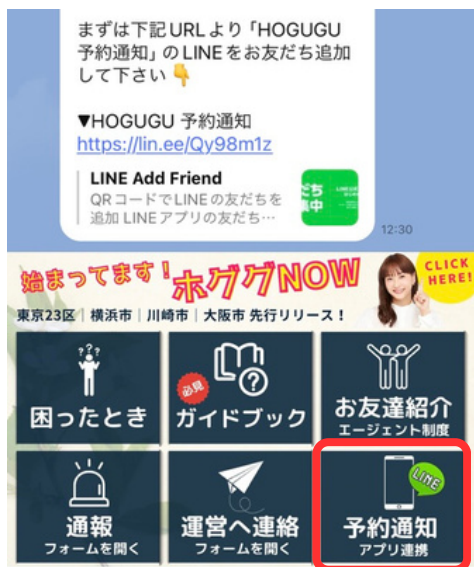 まずは下記URLより「HOGUGU
予約通知」のLINEをお友だち追加
して下さい👇
▼HOGUGU 予約通知
https://lin.ee/Qy98m1z
LINE Add Friend
QRコードでLINEの友だちを
追加 LINEアプリの友だち…
12:30
始まってます!ホググNOW
CLICK
HERE!
東京23区|横浜市|川崎市|大阪市 先行リリース!
???
困ったとき
必見
ガイドブック
お友達紹介
エージェント制度
通報
フォームを開く
運営へ連絡
フォームを開く
LINE
予約通知
アプリ連携